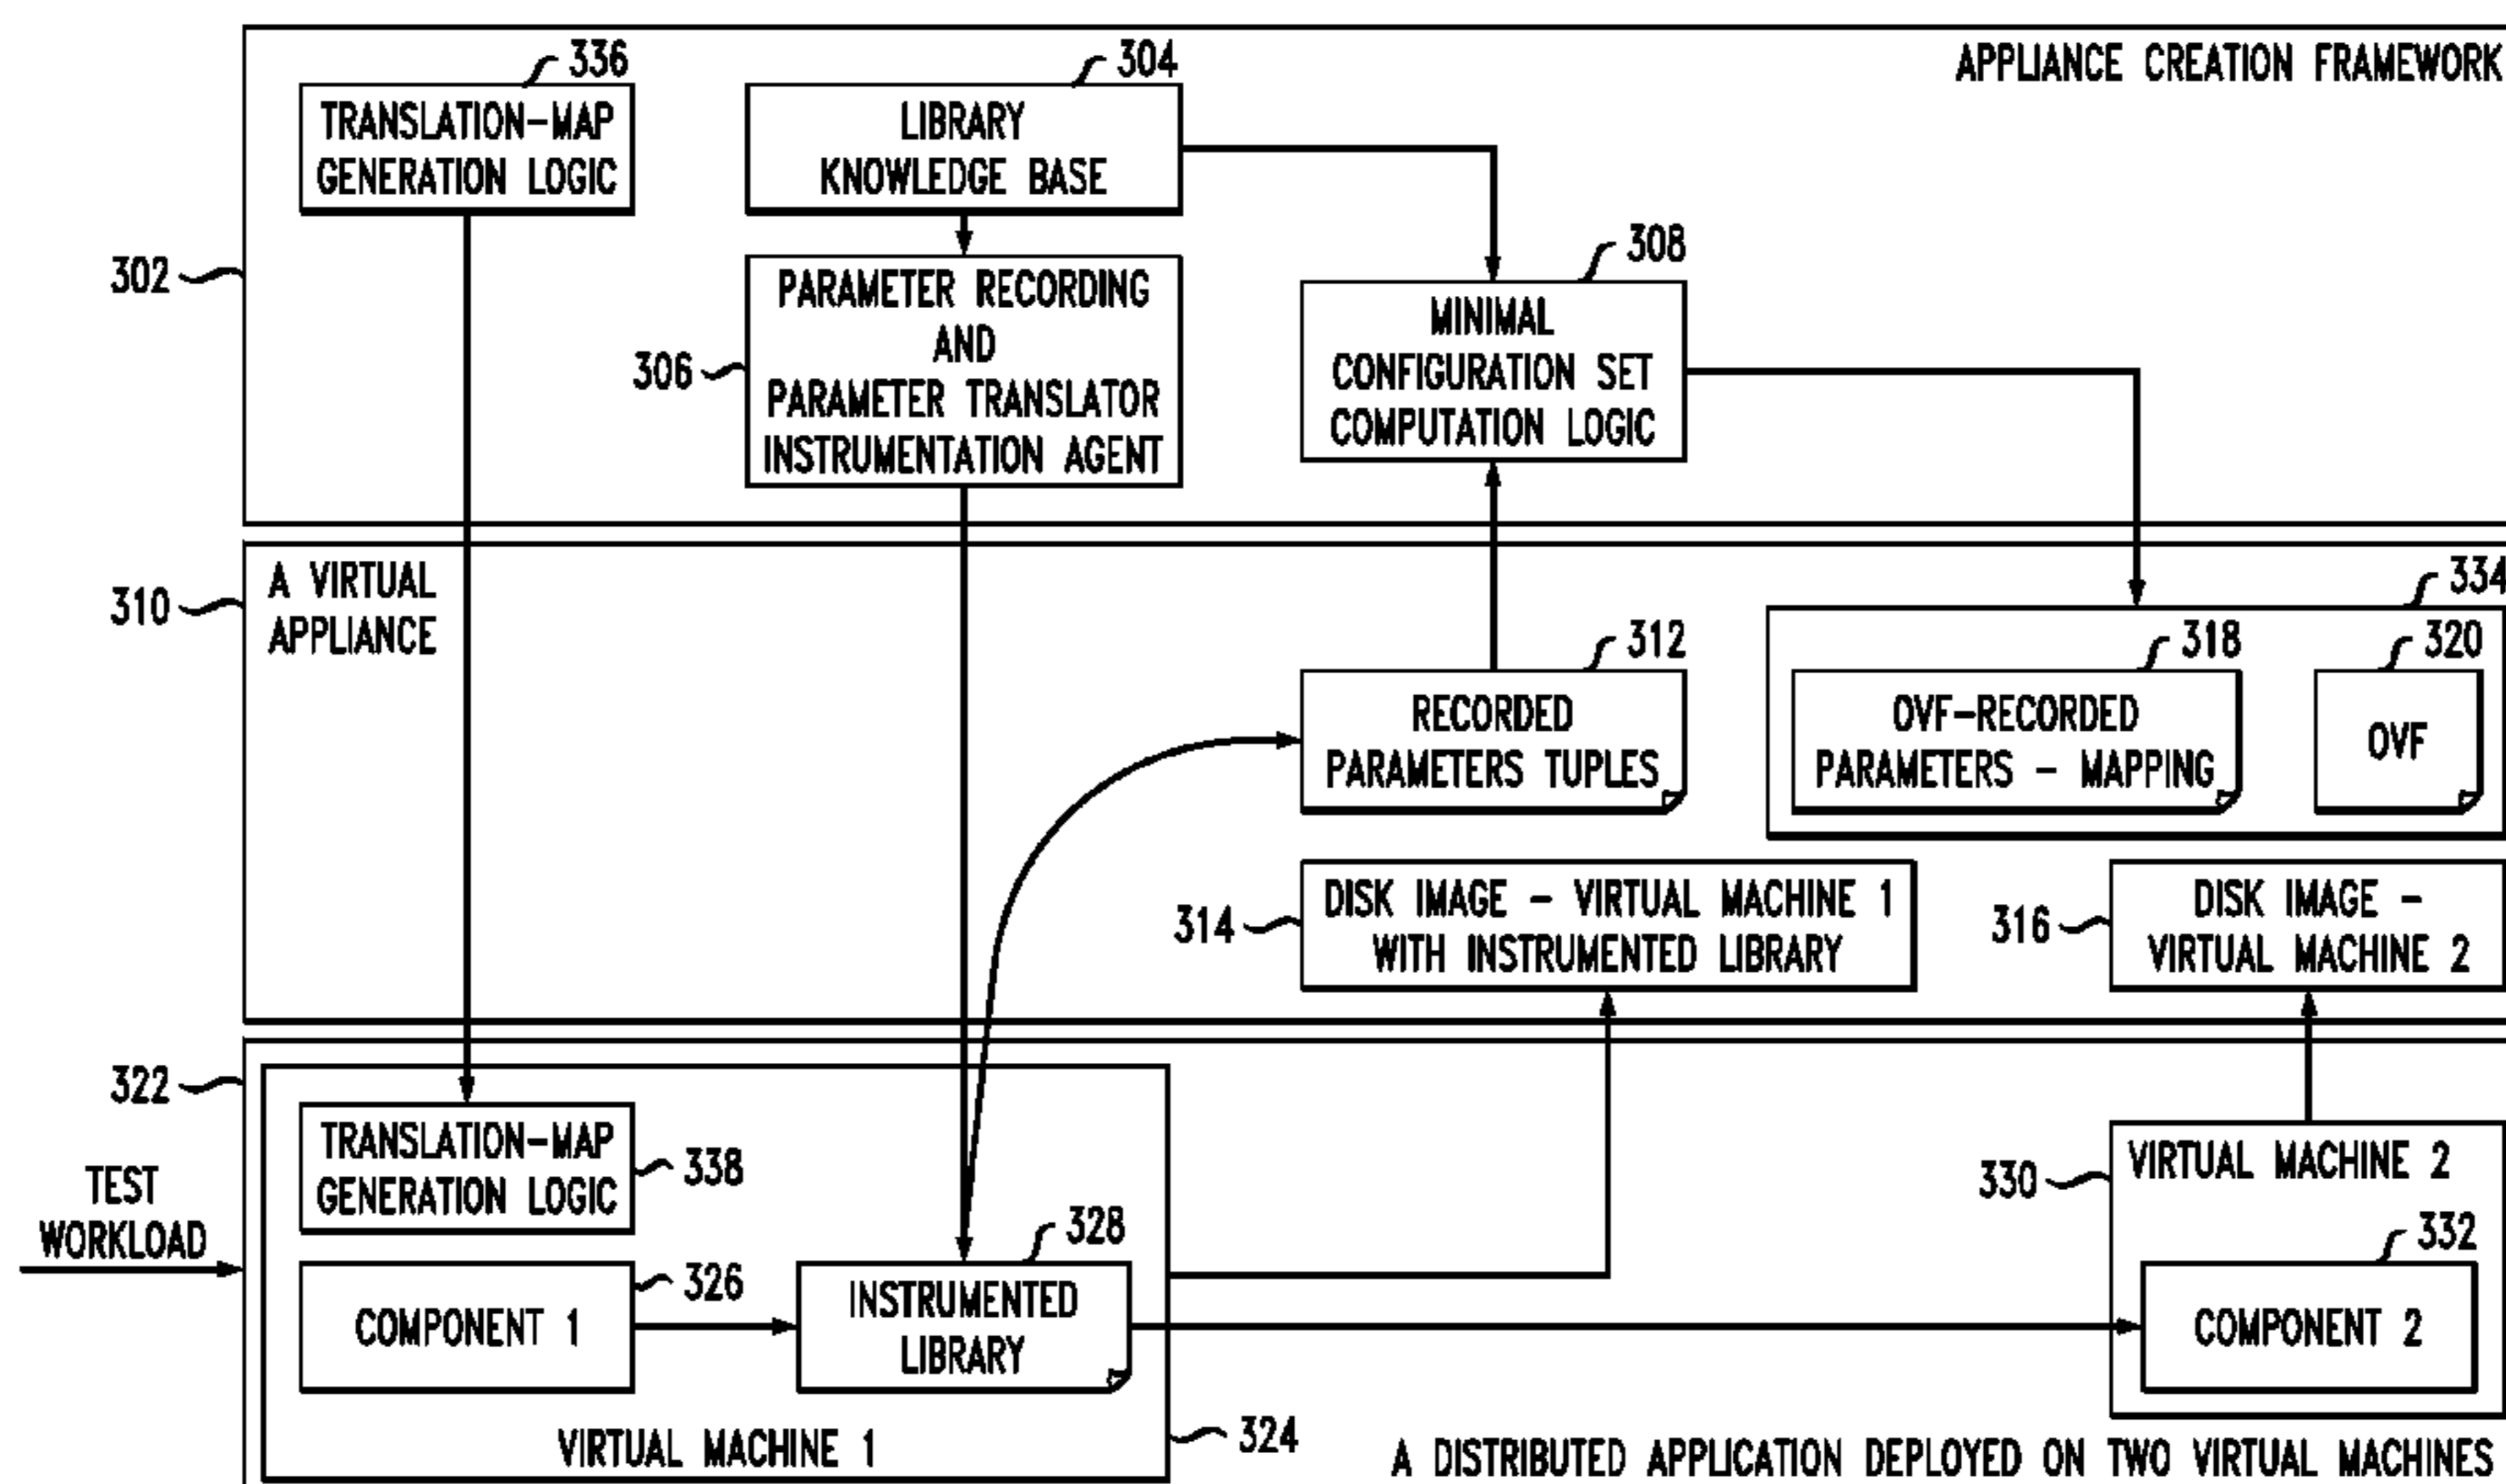 APPLIANCE CREATION FRAMEWORK
336
304
TRANSLATION-MAP
GENERATION LOGIC
LIBRARY
KNOWLEDGE BASE
302
308
306
PARAMETER RECORDING
AND
PARAMETER TRANSLATOR
INSTRUMENTATION AGENT
MINIMAL
CONFIGURATION SET
COMPUTATION LOGIC
310
A VIRTUAL
APPLIANCE
334
312
318
320
RECORDED
PARAMETERS TUPLES
OVF-RECORDED
PARAMETERS - MAPPING
OVF
314
DISK IMAGE - VIRTUAL MACHINE 1
WITH INSTRUMENTED LIBRARY
316
DISK IMAGE -
VIRTUAL MACHINE 2
322
TEST
WORKLOAD
TRANSLATION-MAP
GENERATION LOGIC
338
326
328
COMPONENT 1
INSTRUMENTED
LIBRARY
VIRTUAL MACHINE 1
324
330
VIRTUAL MACHINE 2
332
COMPONENT 2
A DISTRIBUTED APPLICATION DEPLOYED ON TWO VIRTUAL MACHINES